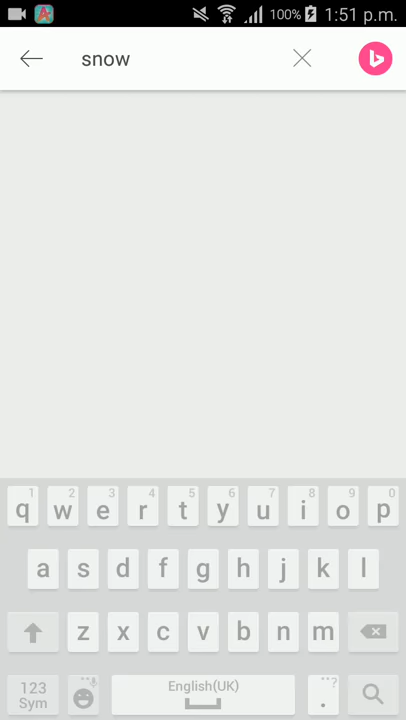 100% 1:51 p.m.
snow
1 2 3 4 5 6 7 8 9 0
q w e r t y u i o p
a s d f g h j k l
z x c v b n m
123 English(UK) ?
Sym .